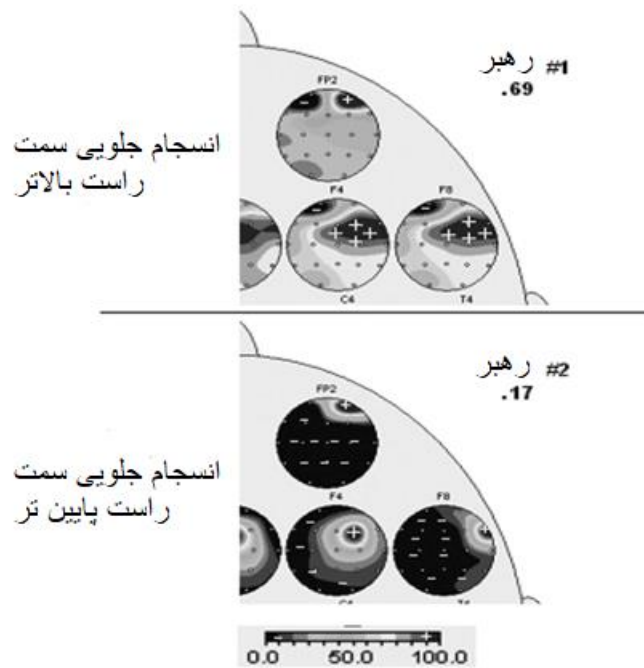 رهبر #1
.69
FP2
انسجام جلویی سمت
راست بالاتر
F4 F8
C4 T4
رهبر #2
.17
FP2
انسجام جلویی سمت
راست پایین تر
F4 F8
0.0 50.0 100.0